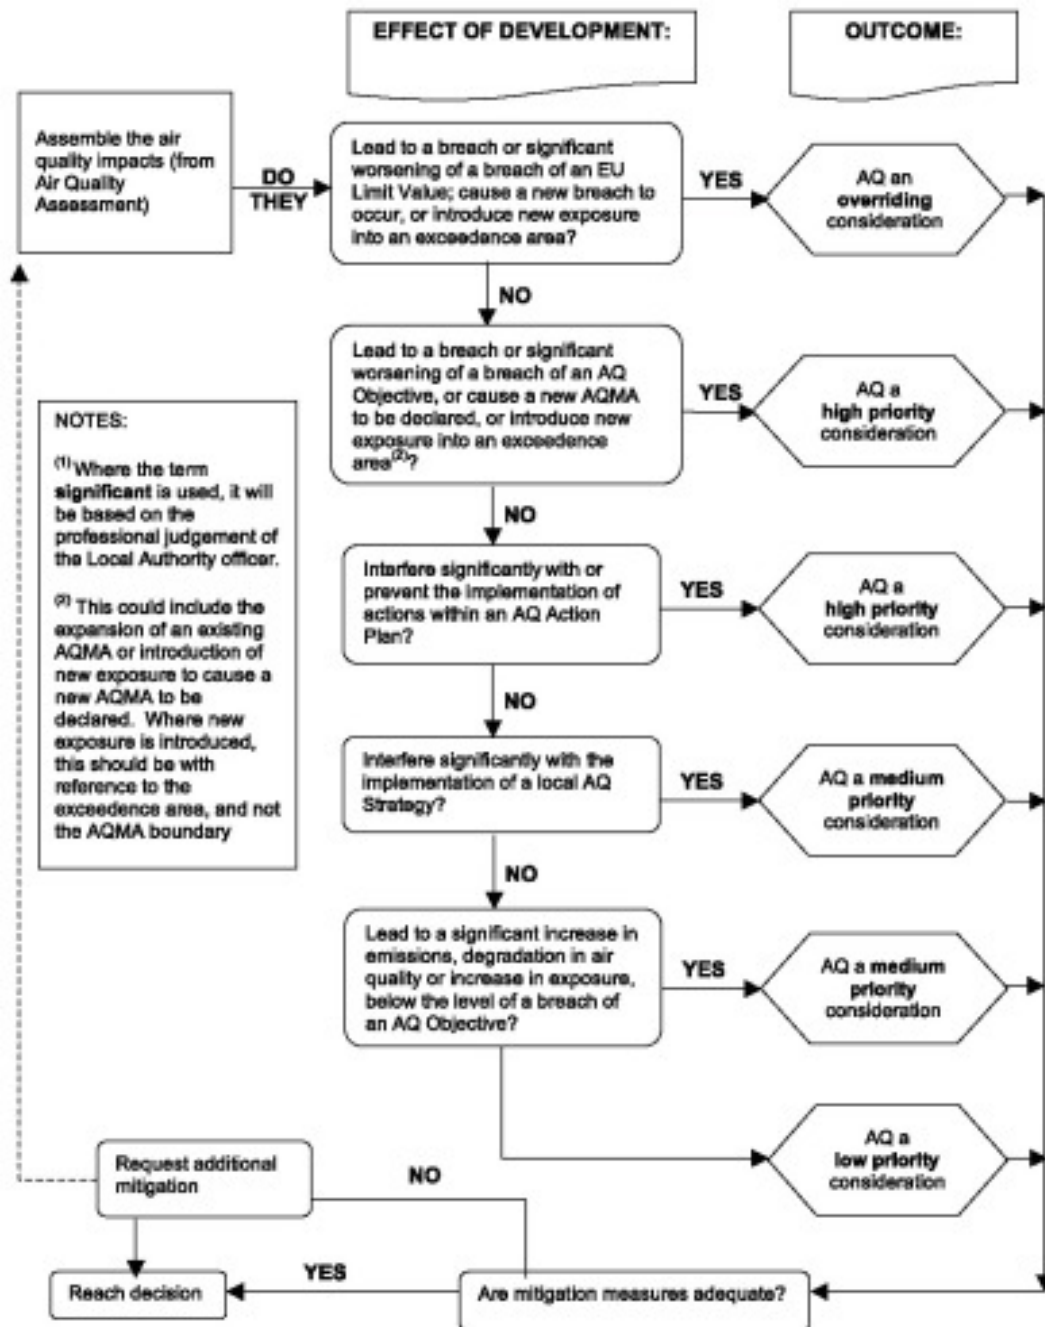 EFFECT OF DEVELOPMENT:
OUTCOME:
Assemble the air
quality impacts (from
Air Quality
Assessment)
DO
THEY
Lead to a breach or significant
worsening of a breach of an EU
Limit Value; cause a new breach to
occur, or introduce new exposure
into an exceedence area?
YES
AQ an
overriding
consideration
NO
Lead to a breach or significant
worsening of a breach of an AQ
Objective, or cause a new AQMA
to be declared, or introduce new
exposure into an exceedence
area(2)?
YES
AQ a
high priority
consideration
NOTES:
(1) Where the term
significant is used, it will
be based on the
professional judgement of
the Local Authority officer.
(2) This could include the
expansion of an existing
AQMA or introduction of
new exposure to cause a
new AQMA to be
declared. Where new
exposure is introduced,
this should be with
reference to the
exceedence area, and not
the AQMA boundary
NO
Interfere significantly with or
prevent the implementation of
actions within an AQ Action
Plan?
YES
AQ a
high priority
consideration
NO
Interfere significantly with the
implementation of a local AQ
Strategy?
YES
AQ a medium
priority
consideration
NO
Lead to a significant increase in
emissions, degradation in air
quality or increase in exposure,
below the level of a breach of
an AQ Objective?
YES
AQ a medium
priority
consideration
AQ a
low priority
consideration
Request additional
mitigation
NO
Reach decision
YES
Are mitigation measures adequate?